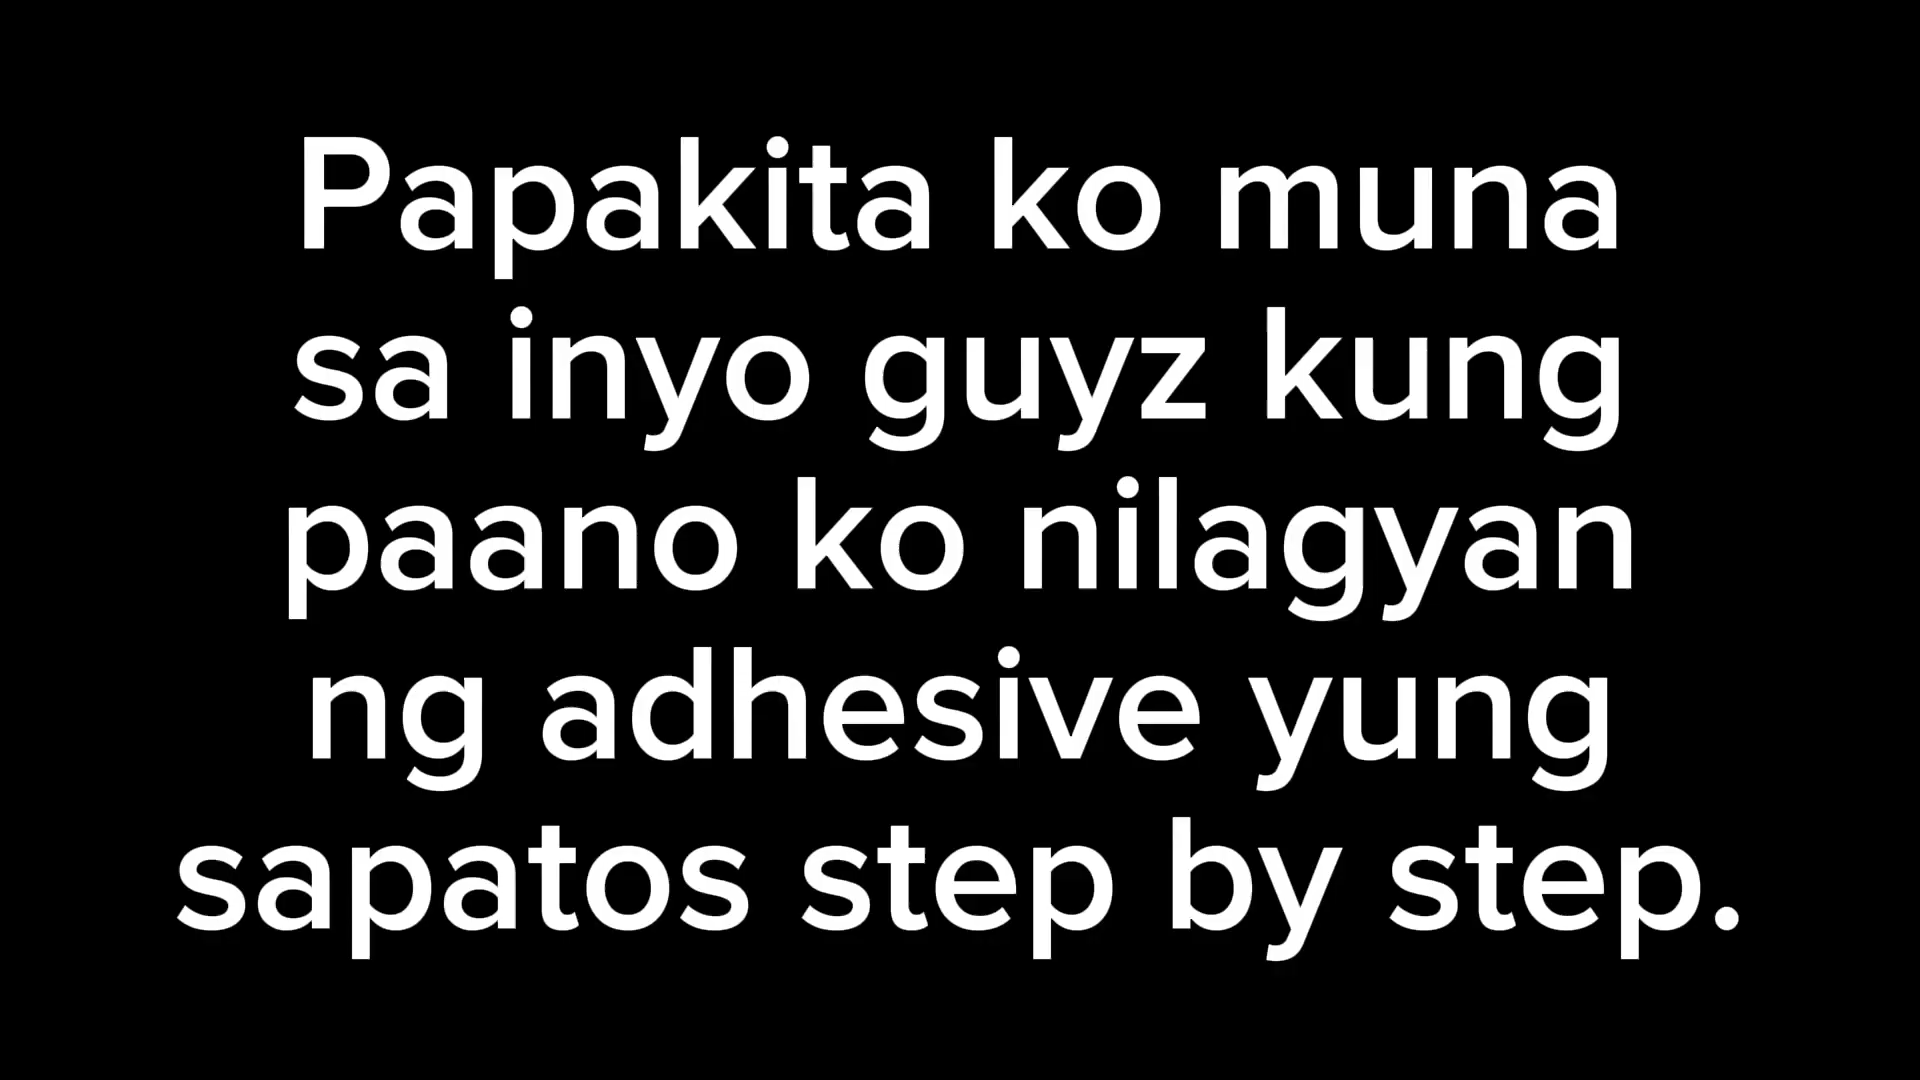 Papakita ko muna
sa inyo guyz kung
paano ko nilagyan
ng adhesive yung
sapatos step by step.